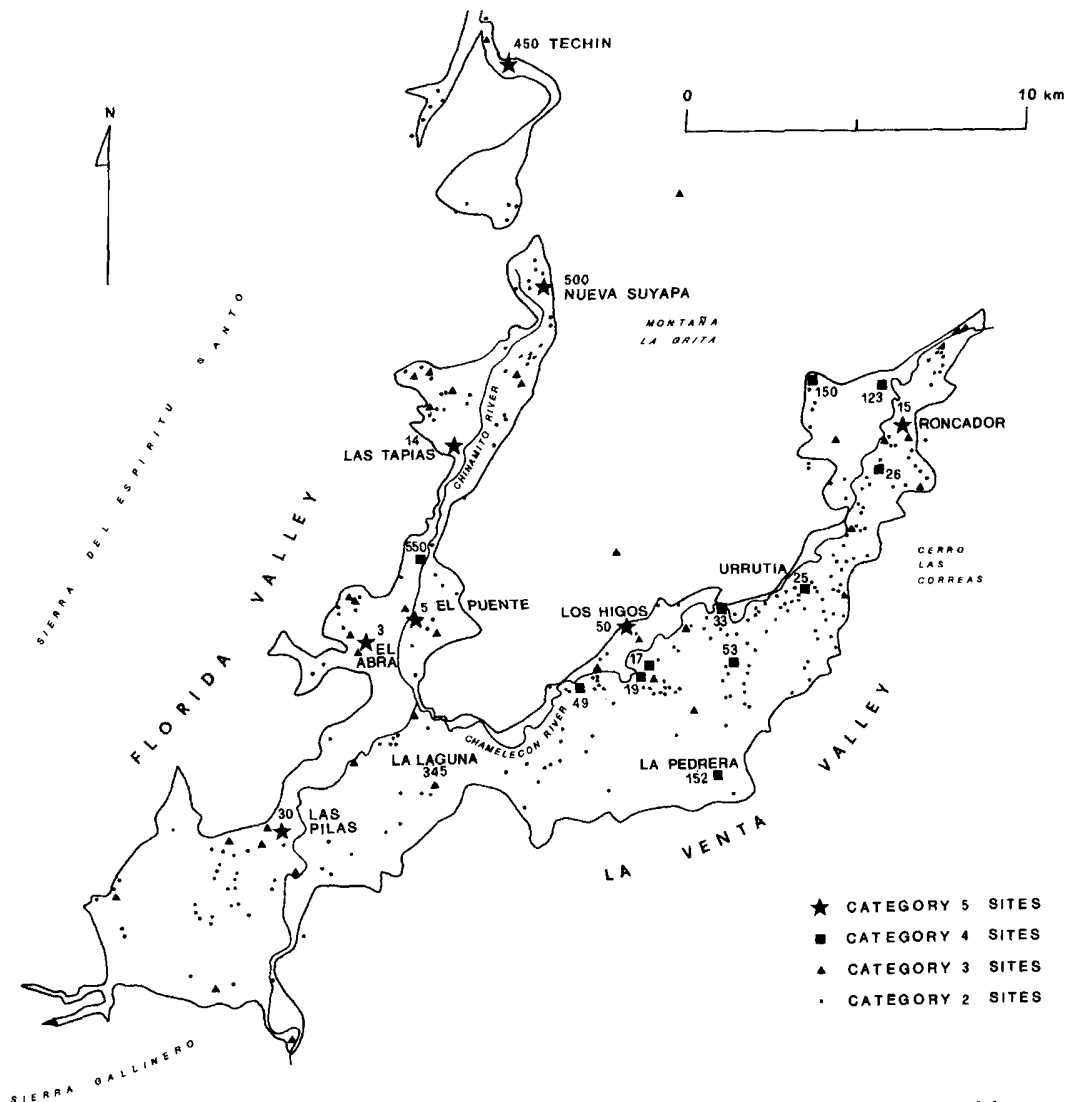 450 TECHIN
0 10 km
N
500
NUEVA SUYAPA
MONTAÑA
LA GRITA
SIERRA DEL ESPIRITU SANTO
150
123
15
RONCADOR
14
LAS TAPIAS
CHINAMITO RIVER
26
FLORIDA VALLEY
550
CERRO
LAS
CORREAS
URRUTIA
25
5 EL PUENTE
LOS HIGOS
50
33
3
EL
ABRA
17
53
19
49
CHAMELECON RIVER
LA LAGUNA
345
LA PEDRERA
152
LA VENTA VALLEY
30
LAS
PILAS
CATEGORY 5 SITES
CATEGORY 4 SITES
CATEGORY 3 SITES
CATEGORY 2 SITES
SIERRA GALLINERO